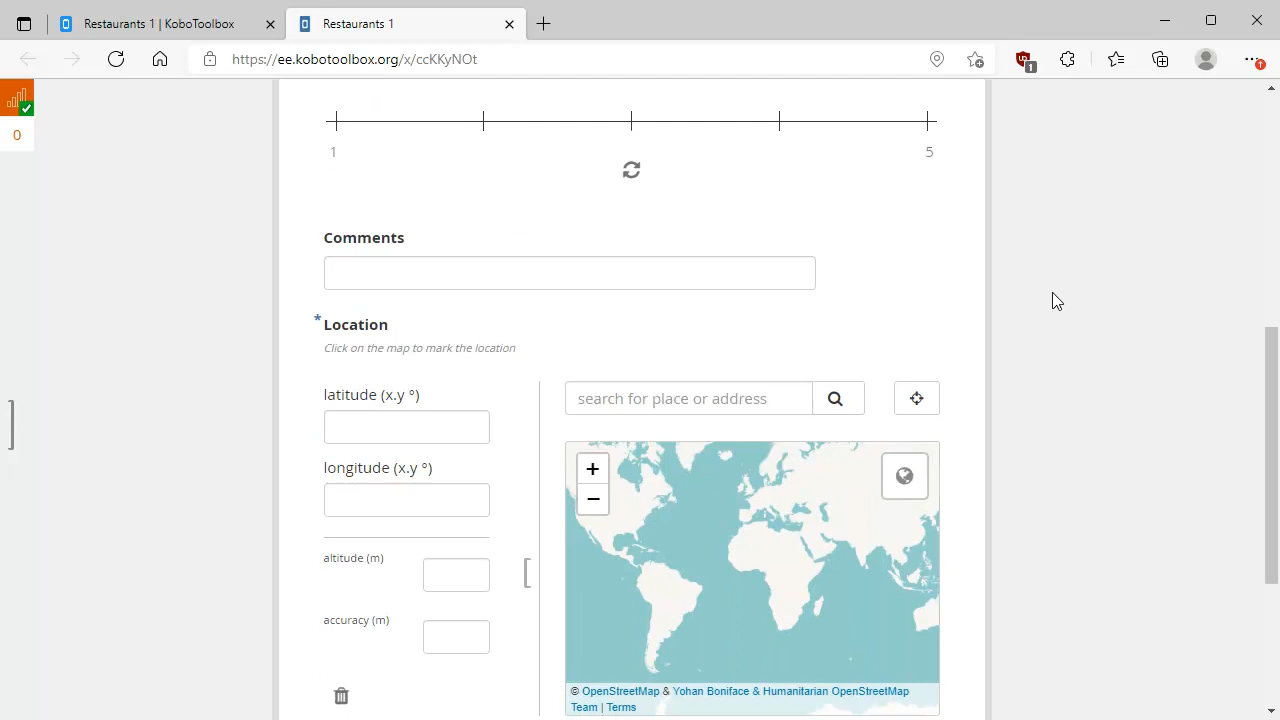 Restaurants 1 | KoboToolbox
Restaurants 1
https://ee.kobotoolbox.org/x/ccKKyNOt
1
0
1
5
Comments
* Location
Click on the map to mark the location
latitude (x.y °)
search for place or address
longitude (x.y °)
+
−
altitude (m)
accuracy (m)
© OpenStreetMap & Yohan Boniface & Humanitarian OpenStreetMap
Team | Terms